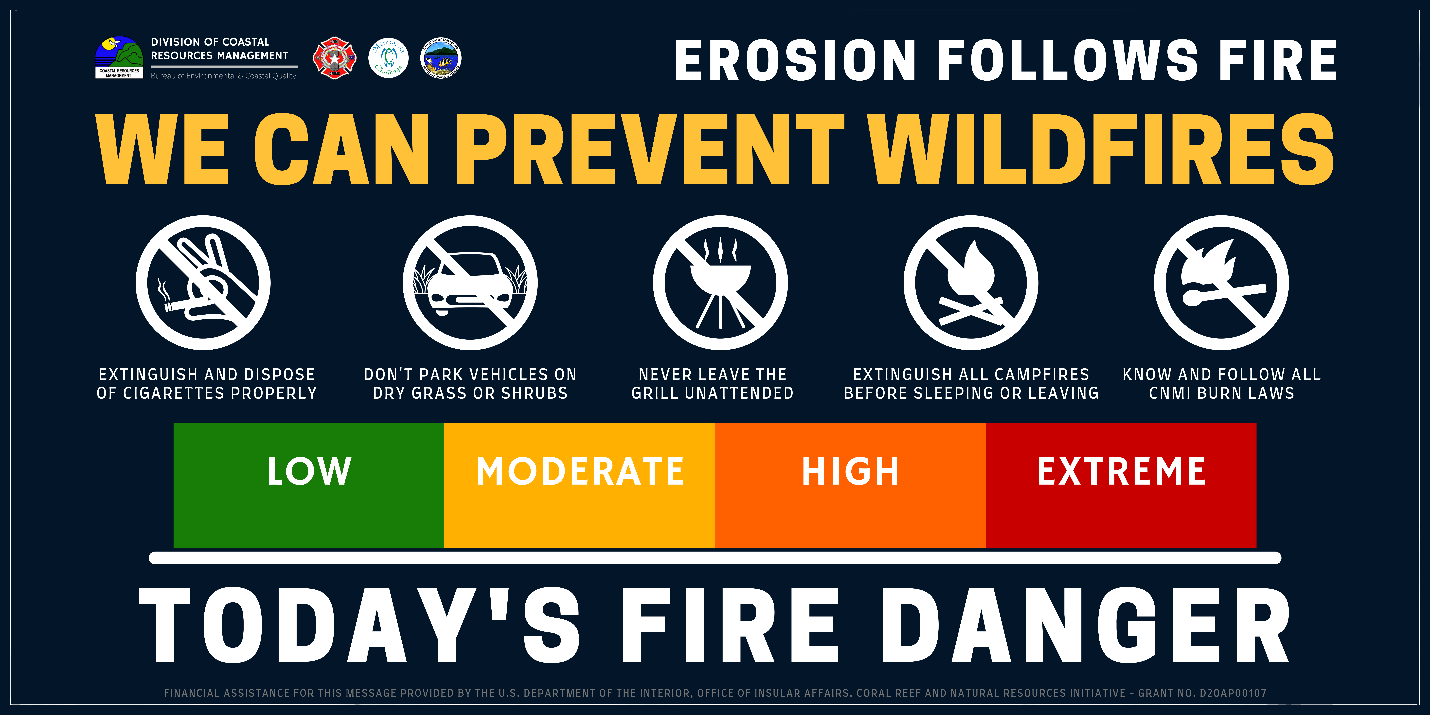 DIVISION OF COASTAL
RESOURCES MANAGEMENT
Bureau of Environmental & Coastal Quality
COASTAL RESOURCES
MANAGEMENT
EROSION FOLLOWS FIRE
WE CAN PREVENT WILDFIRES
EXTINGUISH AND DISPOSE
OF CIGARETTES PROPERLY
DON'T PARK VEHICLES ON
DRY GRASS OR SHRUBS
NEVER LEAVE THE
GRILL UNATTENDED
EXTINGUISH ALL CAMPFIRES
BEFORE SLEEPING OR LEAVING
KNOW AND FOLLOW ALL
CNMI BURN LAWS
LOW
MODERATE
HIGH
EXTREME
TODAY'S FIRE DANGER
FINANCIAL ASSISTANCE FOR THIS MESSAGE PROVIDED BY THE U.S. DEPARTMENT OF THE INTERIOR, OFFICE OF INSULAR AFFAIRS. CORAL REEF AND NATURAL RESOURCES INITIATIVE - GRANT NO. D20AP00107